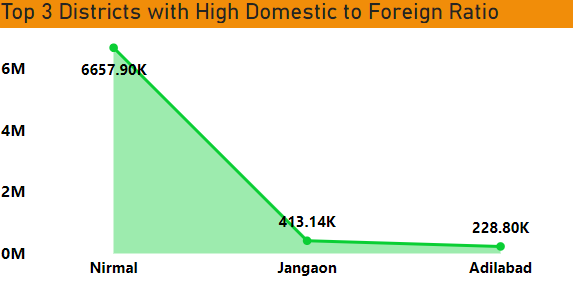 Top 3 Districts with High Domestic to Foreign Ratio
6M
6657.90K
4M
2M
413.14K
228.80K
0M
Nirmal Jangaon Adilabad